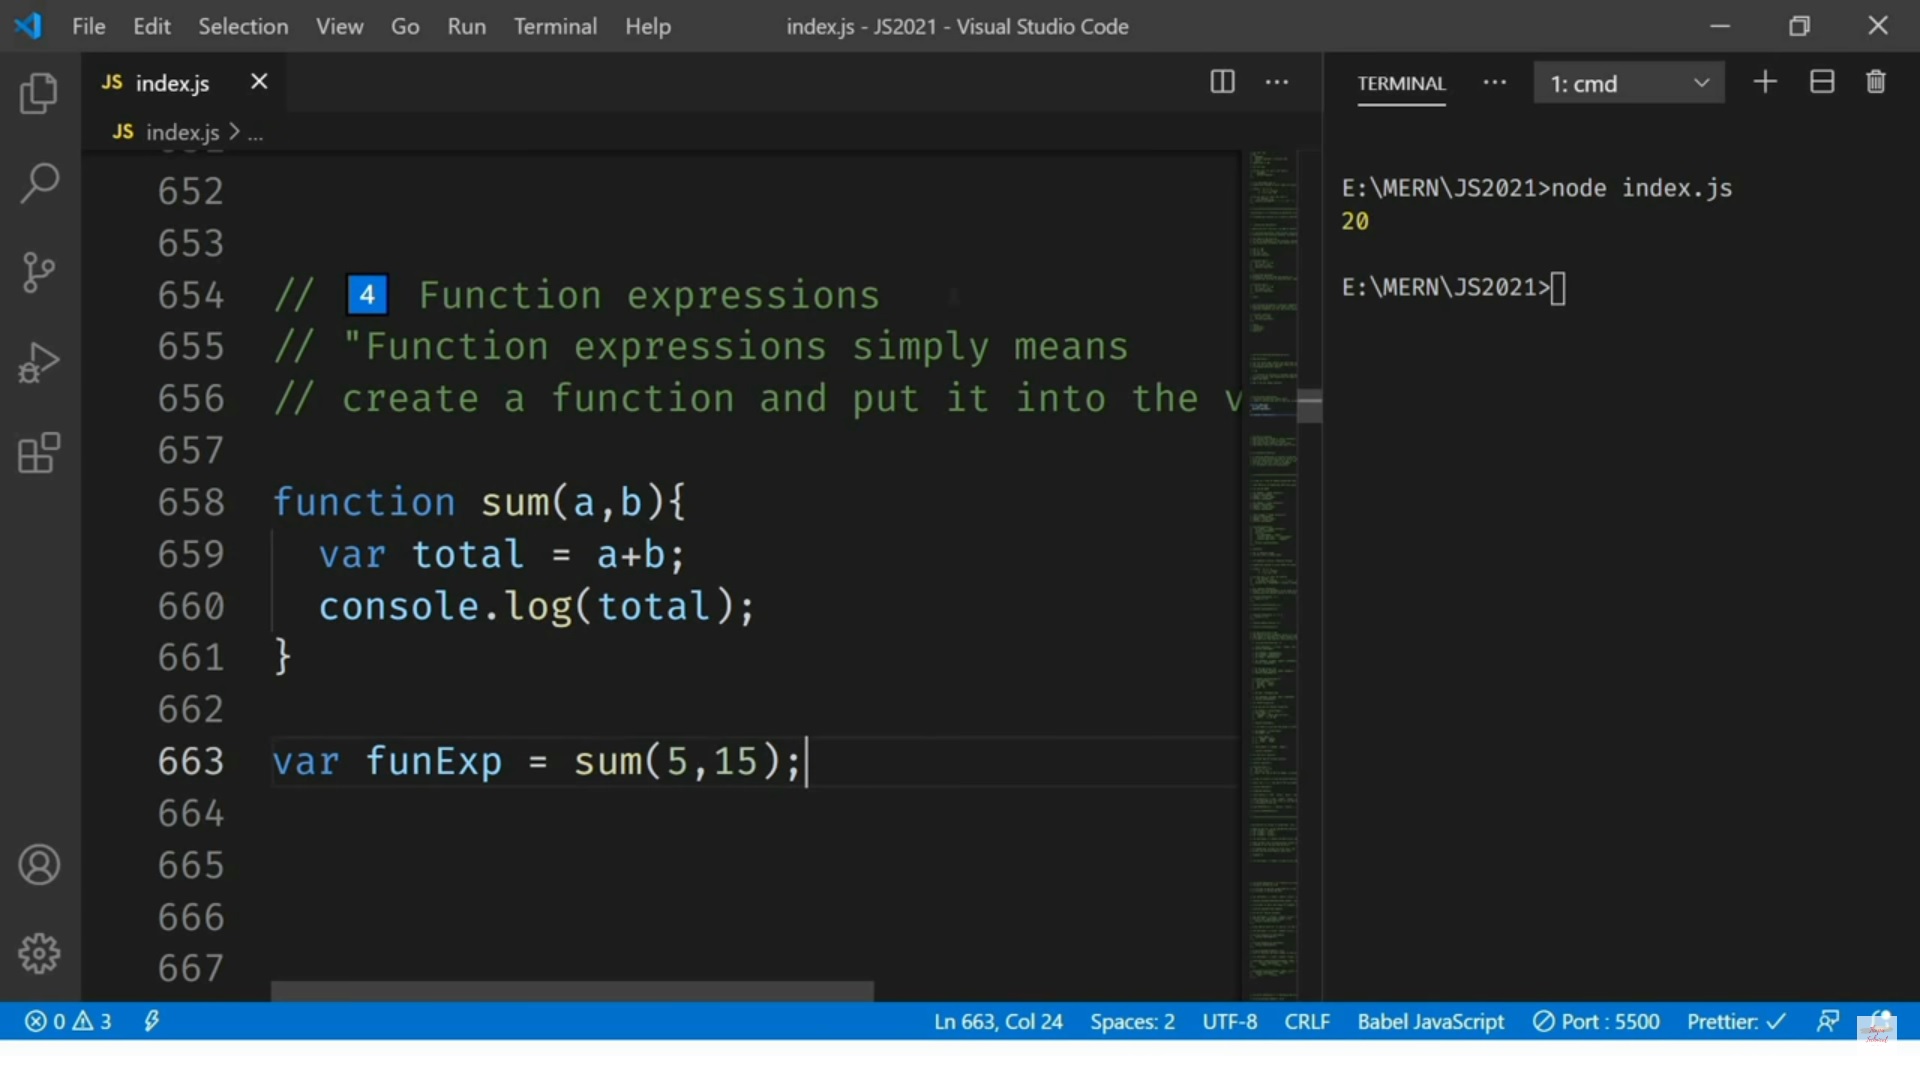 File Edit Selection View Go Run Terminal Help index.js - JS2021 - Visual Studio Code
JS index.js
JS index.js > ...
TERMINAL ... 1: cmd
652
653
654 // 4 Function expressions
655 // "Function expressions simply means
656 // create a function and put it into the v
657
658 function sum(a,b){
659 var total = a+b;
660 console.log(total);
661 }
662
663 var funExp = sum(5,15);
664
665
666
667
E:\MERN\JS2021>node index.js
20
E:\MERN\JS2021>
0 3 Ln 663, Col 24 Spaces: 2 UTF-8 CRLF Babel JavaScript Port : 5500 Prettier: ✓